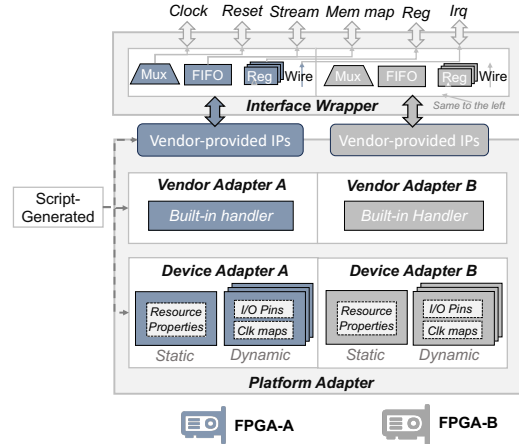 Clock Reset Stream Mem map Reg Irq
Mux FIFO Reg Wire Mux FIFO Reg Wire
Same to the left
Interface Wrapper
Vendor-provided IPs Vendor-provided IPs
Script-
Generated
Vendor Adapter A Vendor Adapter B
Built-in handler Built-in Handler
Device Adapter A Device Adapter B
Resource
Properties
I/O Pins
Clk maps
Resource
Properties
I/O Pins
Clk maps
Static Dynamic Static Dynamic
Platform Adapter
FPGA-A FPGA-B